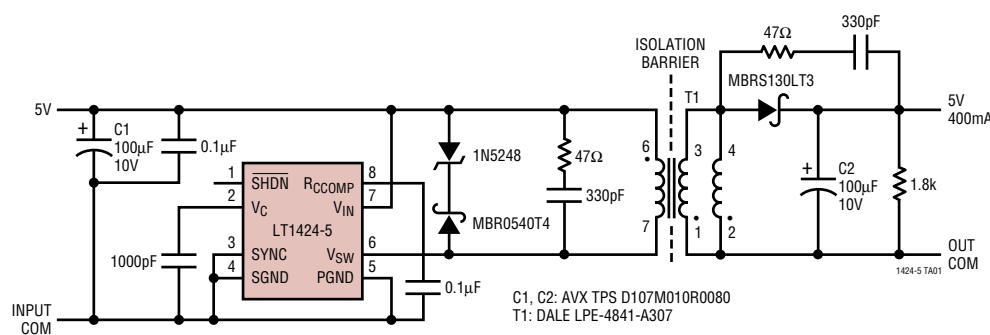 330pF
47Ω
ISOLATION
BARRIER
MBRS130LT3
5V
T1
5V
400mA
+
C1
100µF
10V
0.1µF
1N5248
47Ω
6
3
4
+
C2
100µF
10V
1.8k
1
SHDN
RCCOMP
8
2
VC
VIN
7
330pF
MBR0540T4
LT1424-5
3
SYNC
VSW
6
7
1
2
1000pF
4
SGND
PGND
5
OUT
COM
1424-5 TA01
0.1µF
INPUT
COM
C1, C2: AVX TPS D107M010R0080
T1: DALE LPE-4841-A307